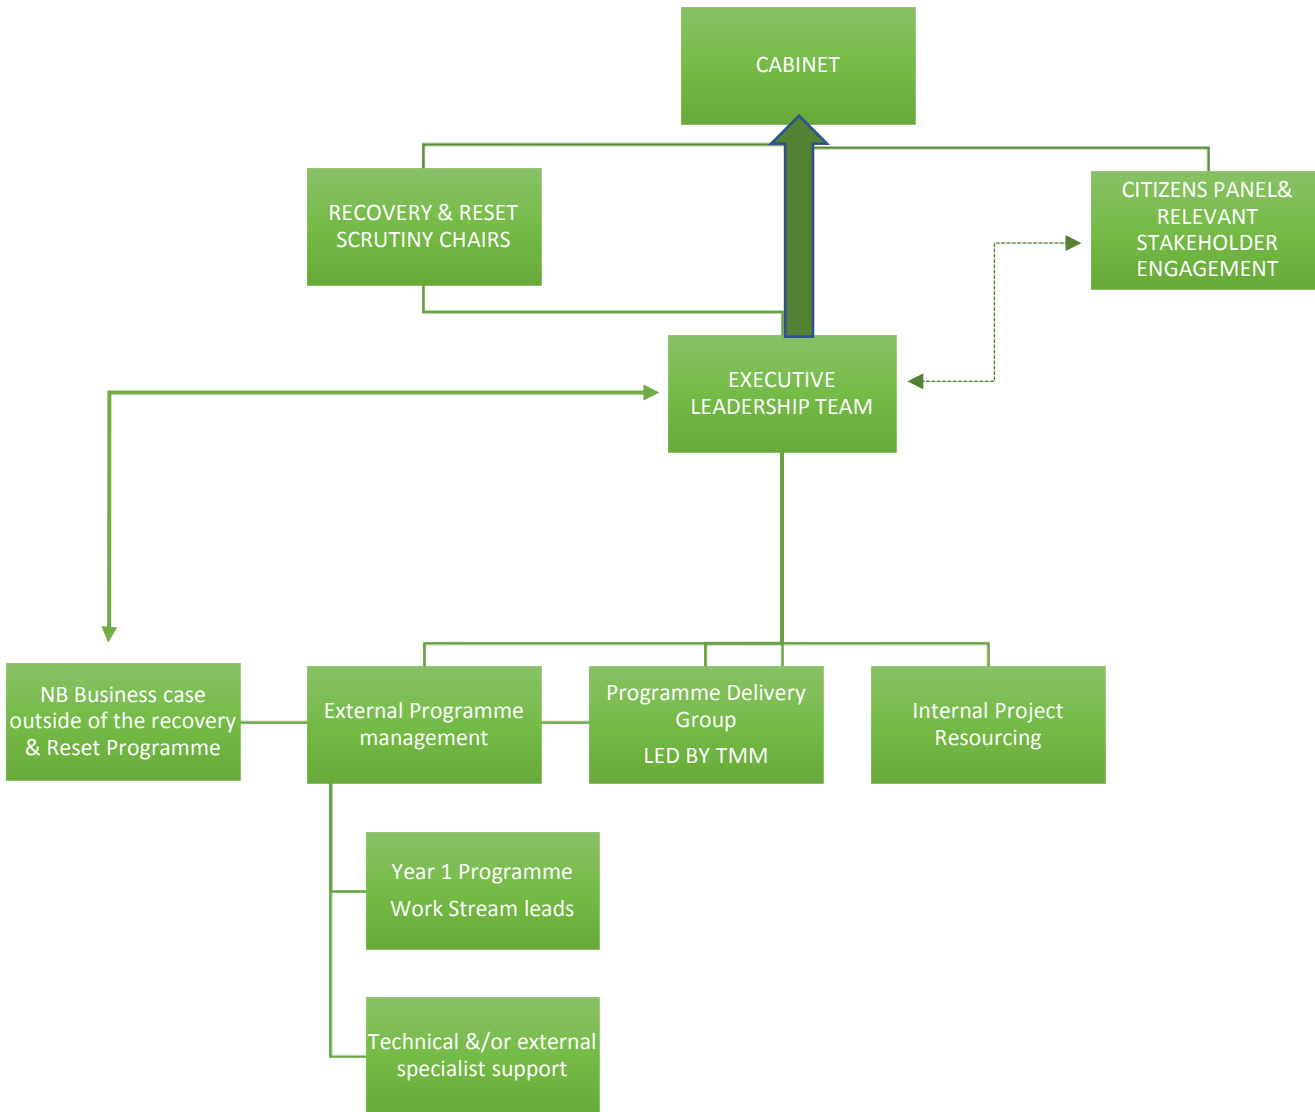 CABINET
RECOVERY & RESET
SCRUTINY CHAIRS
CITIZENS PANEL&
RELEVANT
STAKEHOLDER
ENGAGEMENT
EXECUTIVE
LEADERSHIP TEAM
NB Business case
outside of the recovery
& Reset Programme
External Programme
management
Programme Delivery
Group
LED BY TMM
Internal Project
Resourcing
Year 1 Programme
Work Stream leads
Technical &/or external
specialist support